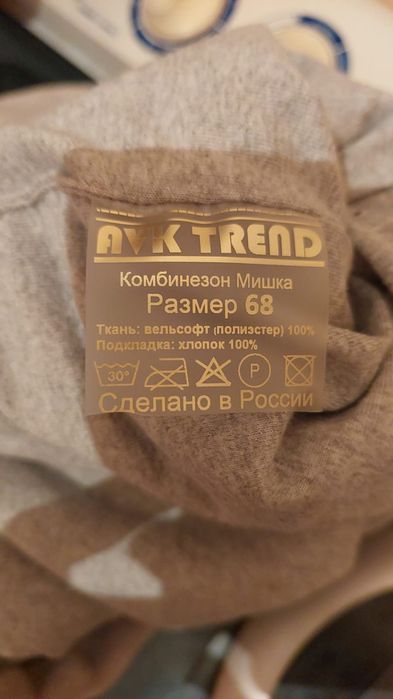 AVK TREND
Комбинезон Мишка
Размер 68
Ткань: вельсофт (полиэстер) 100%
Подкладка: хлопок 100%
30° P
Сделано в России